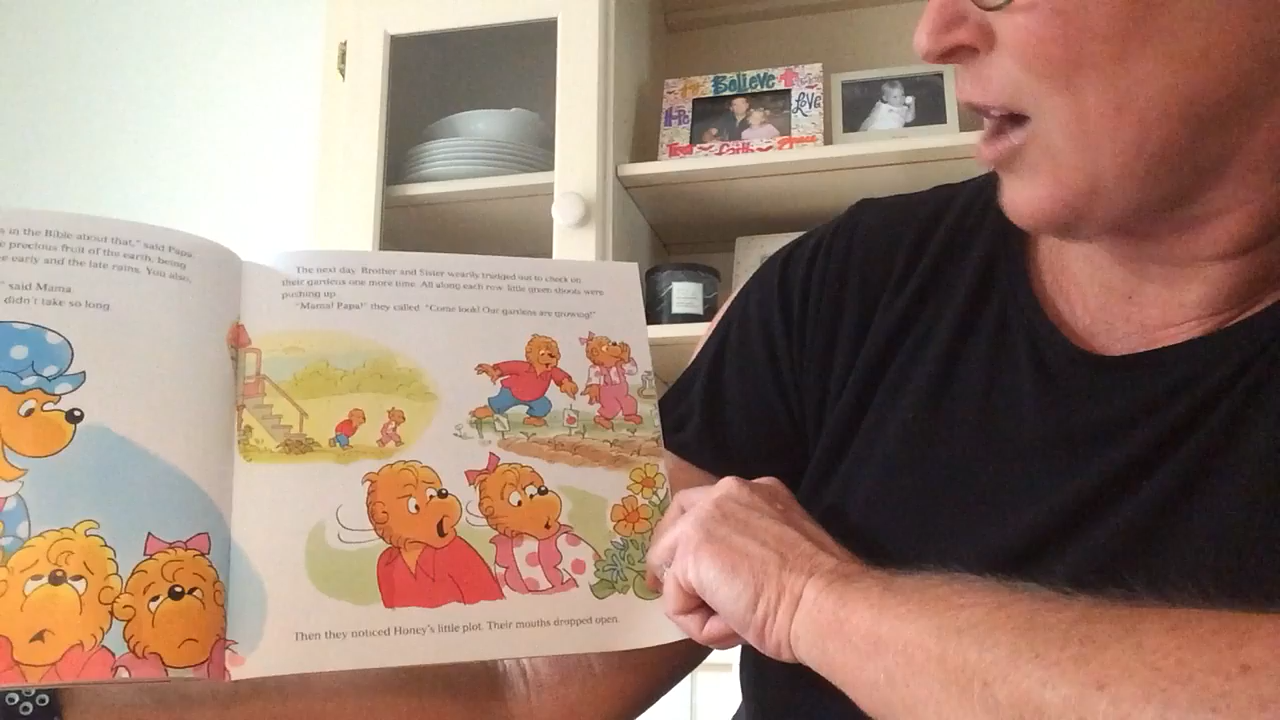 s in the Bible about that," said Papa.
e precious fruit of the earth, being
e early and the late rains. You also,
" said Mama.
didn't take so long.
The next day, Brother and Sister wearily trudged out to check on
their gardens one more time. All along each row, little green shoots were
pushing up.
"Mama! Papa!" they called. "Come look! Our gardens are growing!"
Then they noticed Honey's little plot. Their mouths dropped open.
Believe
Hope
Love
Faith